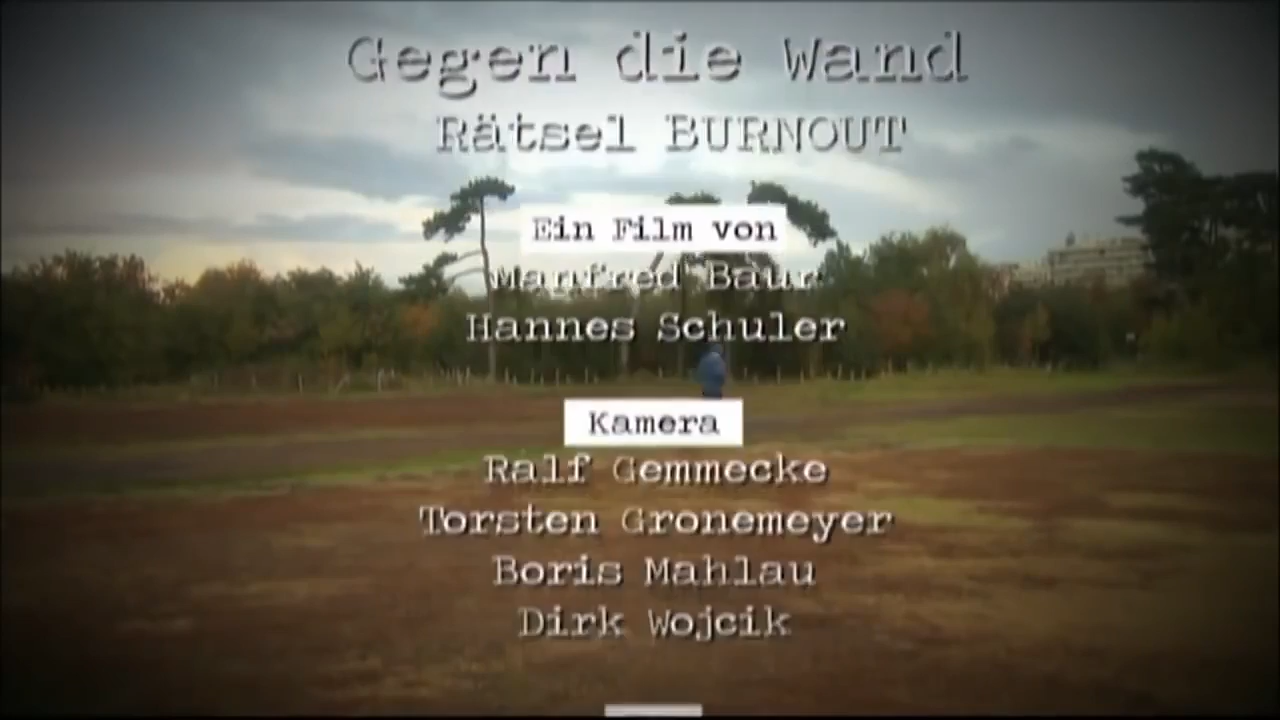 Gegen die Wand
Rätsel BURNOUT
Ein Film von
Manfred Baur
Hannes Schuler
Kamera
Ralf Gemmecke
Torsten Gronemeyer
Boris Mahlau
Dirk Wojcik